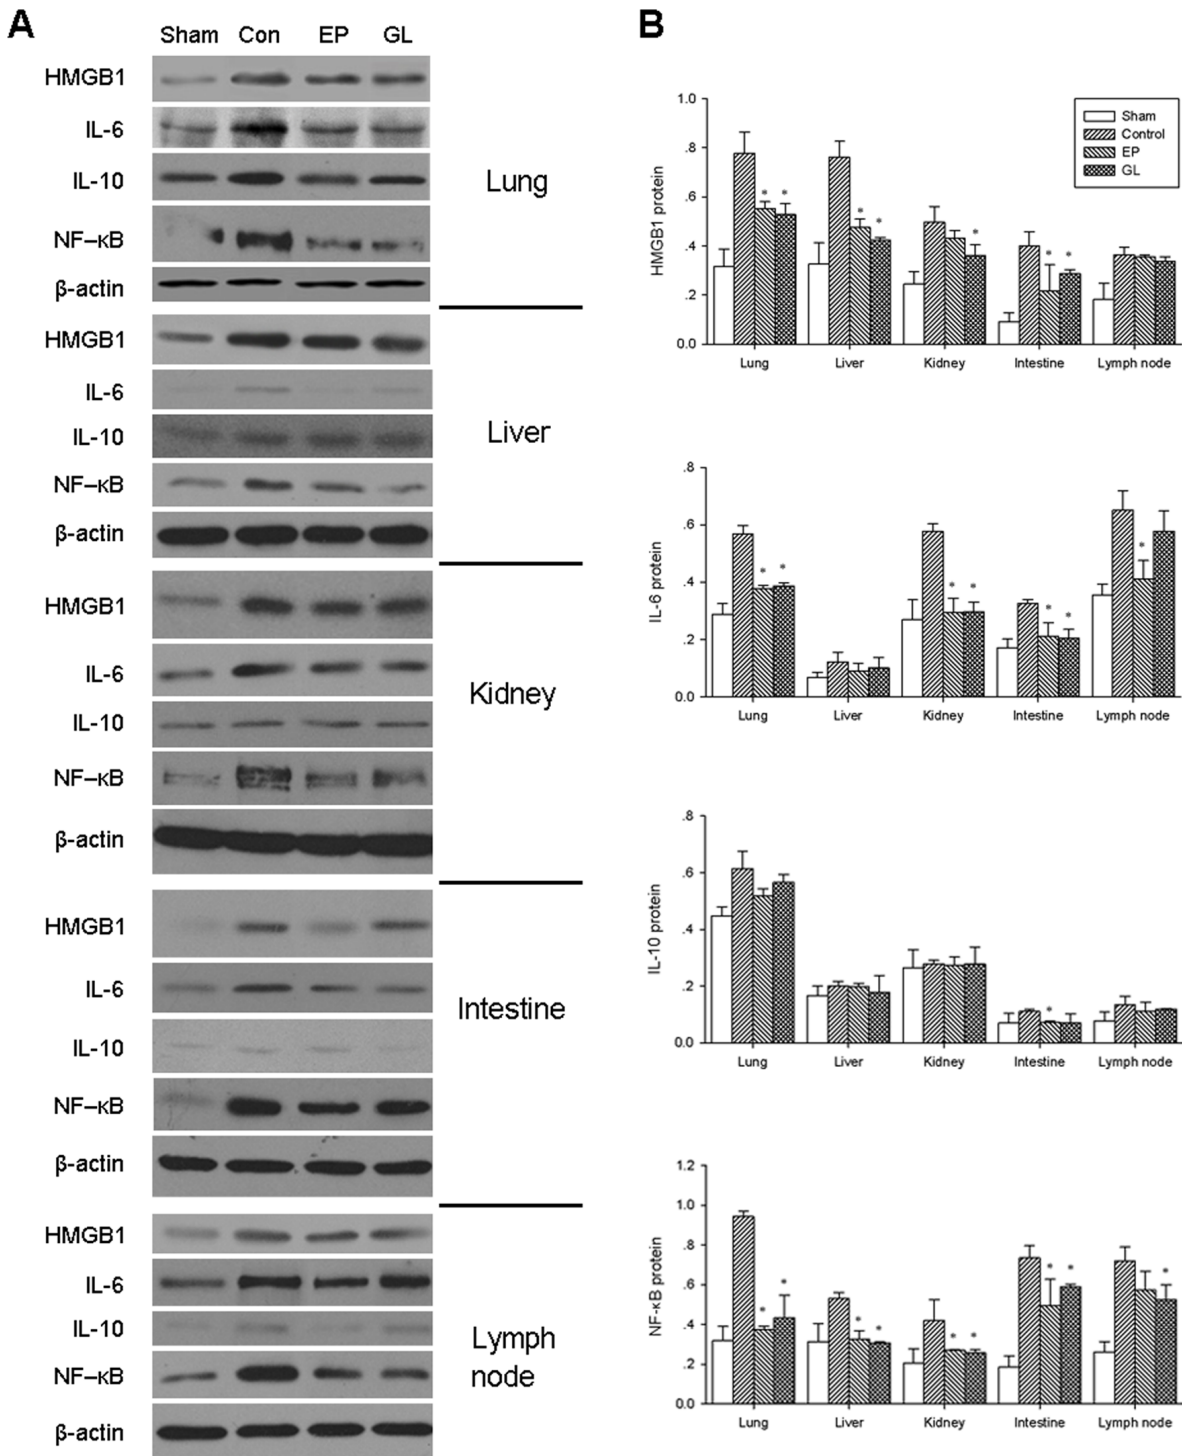 A
Sham Con EP GL
HMGB1
IL-6
IL-10
NF–κB
β-actin
Lung
HMGB1
IL-6
IL-10
NF–κB
β-actin
Liver
HMGB1
IL-6
IL-10
NF–κB
β-actin
Kidney
HMGB1
IL-6
IL-10
NF–κB
β-actin
Intestine
HMGB1
IL-6
IL-10
NF–κB
β-actin
Lymph
node
B
HMGB1 protein
1.0
.8
.6
.4
.2
0.0
Sham
Control
EP
GL
* * * * * * *
Lung Liver Kidney Intestine Lymph node
IL-6 protein
.8
.6
.4
.2
0.0
* * * * * * *
Lung Liver Kidney Intestine Lymph node
IL-10 protein
.8
.6
.4
.2
0.0
*
Lung Liver Kidney Intestine Lymph node
NF-κB protein
1.2
1.0
.8
.6
.4
.2
0.0
* * * * * * * * *
Lung Liver Kidney Intestine Lymph node